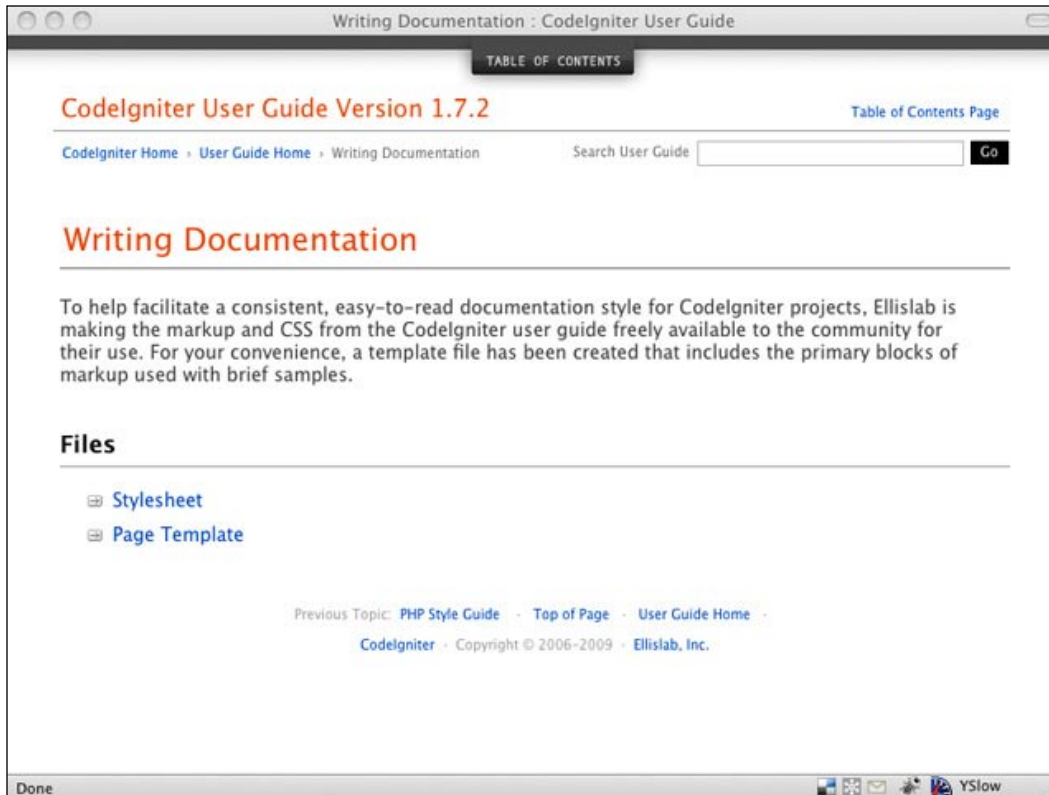 Writing Documentation : CodeIgniter User Guide
TABLE OF CONTENTS
CodeIgniter User Guide Version 1.7.2
Table of Contents Page
CodeIgniter Home › User Guide Home › Writing Documentation
Search User Guide
Go
Writing Documentation
To help facilitate a consistent, easy-to-read documentation style for CodeIgniter projects, Ellislab is
making the markup and CSS from the CodeIgniter user guide freely available to the community for
their use. For your convenience, a template file has been created that includes the primary blocks of
markup used with brief samples.
Files
Stylesheet
Page Template
Previous Topic: PHP Style Guide · Top of Page · User Guide Home ·
CodeIgniter · Copyright © 2006-2009 · Ellislab, Inc.
Done
YSlow